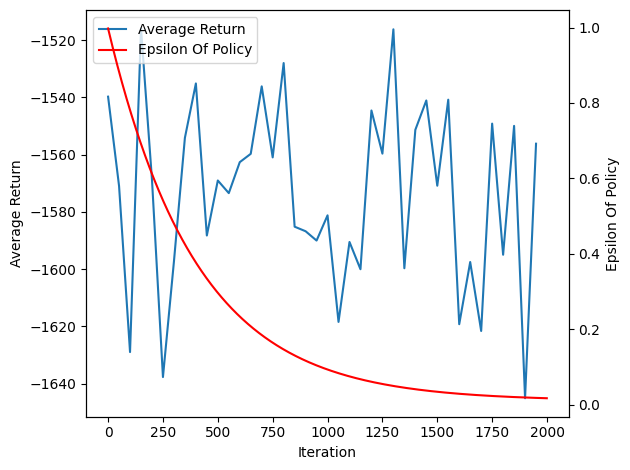 Average Return
Epsilon Of Policy
−1520
−1540
−1560
−1580
−1600
−1620
−1640
Average Return
1.0
0.8
0.6
0.4
0.2
0.0
Epsilon Of Policy
0 250 500 750 1000 1250 1500 1750 2000
Iteration